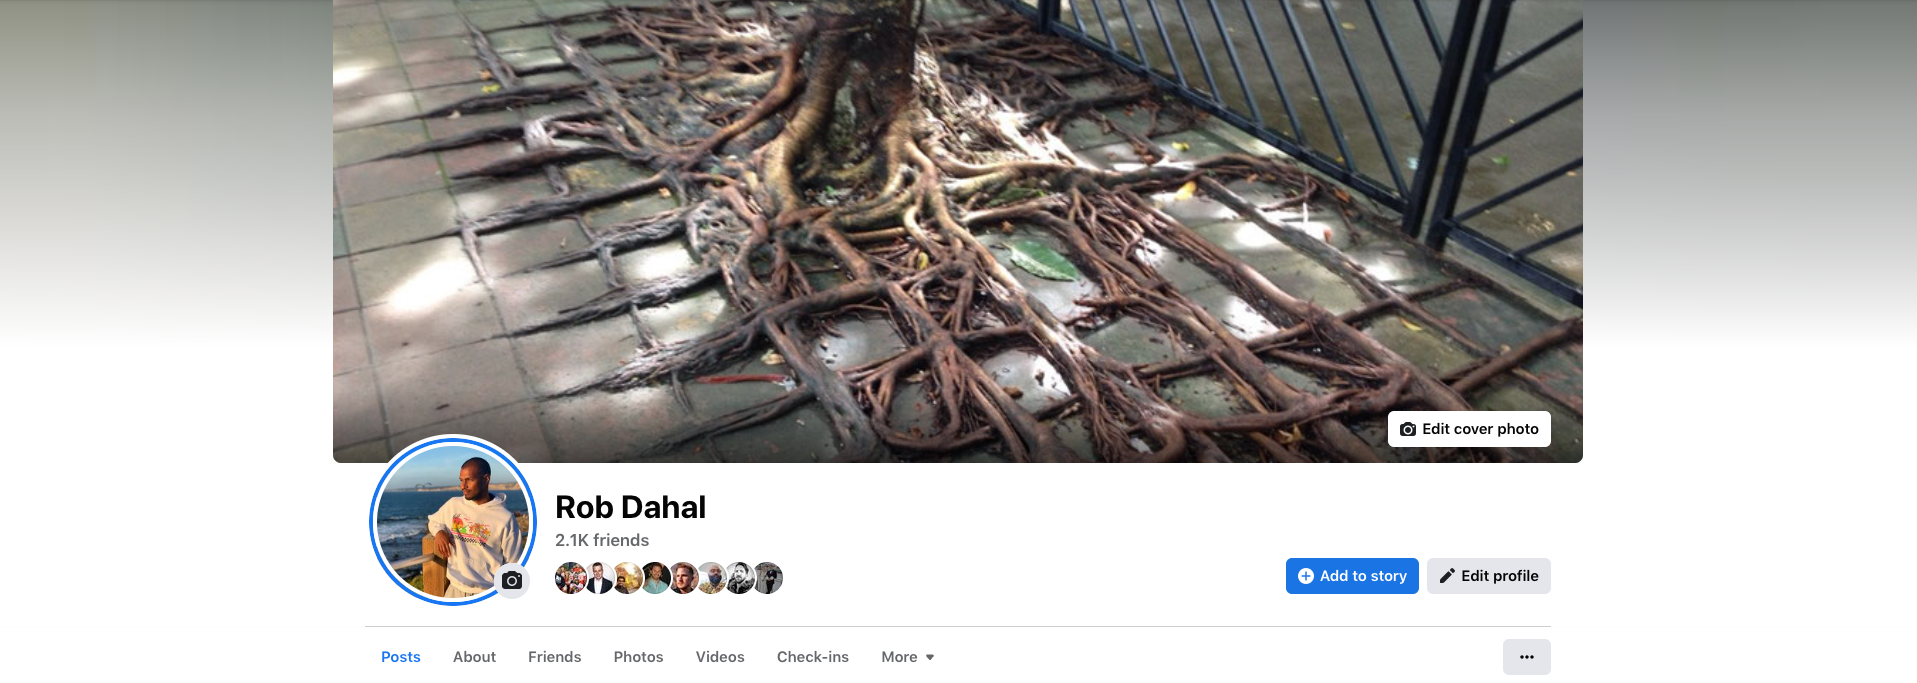 Edit cover photo
Rob Dahal
2.1K friends
Add to story
Edit profile
Posts
About
Friends
Photos
Videos
Check-ins
More